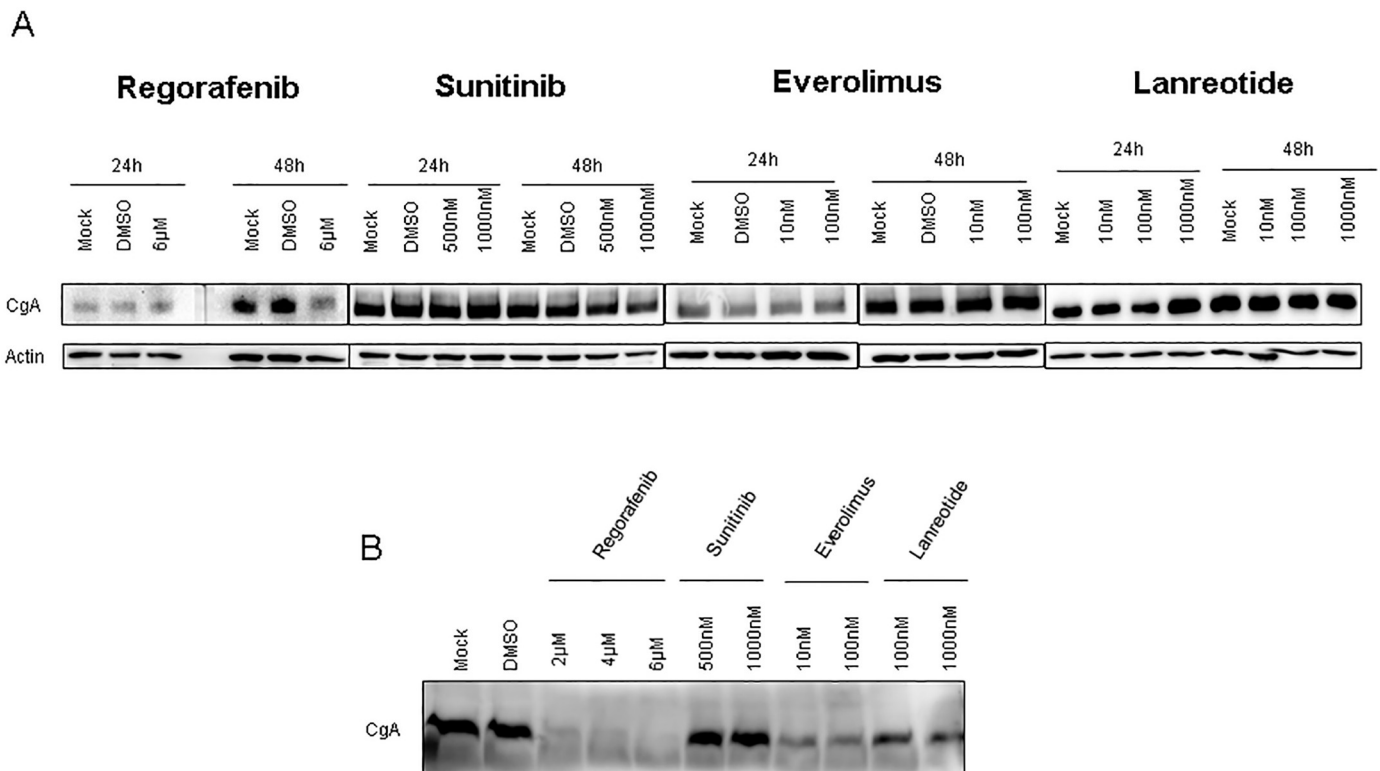 A
Regorafenib Sunitinib Everolimus Lanreotide
24h 48h 24h 48h 24h 48h 24h 48h
Mock DMSO 6µM Mock DMSO 6µM Mock DMSO 500nM 1000nM Mock DMSO 500nM 1000nM Mock DMSO 10nM 100nM Mock DMSO 10nM 100nM Mock 10nM 100nM 1000nM Mock 10nM 100nM 1000nM
CgA
Actin
B
Regorafenib Sunitinib Everolimus Lanreotide
Mock DMSO 2µM 4µM 6µM 500nM 1000nM 10nM 100nM 100nM 1000nM
CgA